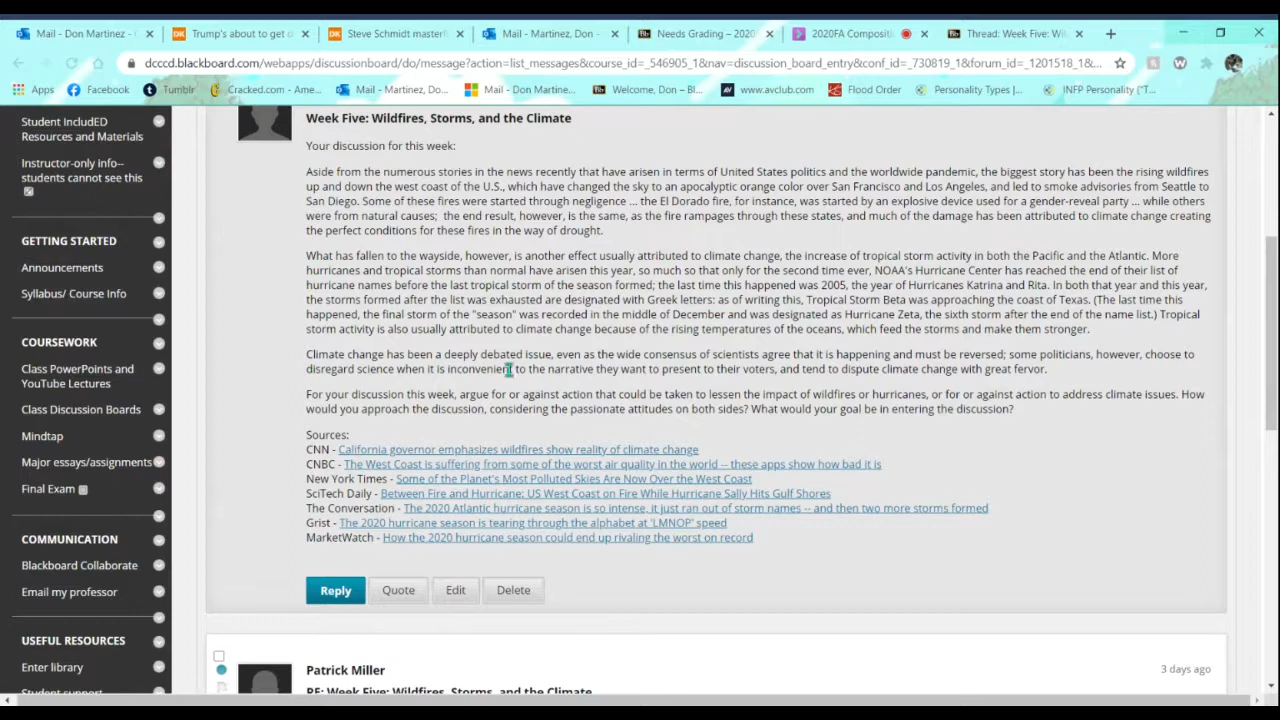 Mail - Don Martinez -
Trump's about to get o
Steve Schmidt masterf
Mail - Martinez, Don -
Needs Grading – 2020
2020FA Compositi
Thread: Week Five: Wil
dcccd.blackboard.com/webapps/discussionboard/do/message?action=list_messages&course_id=_546905_1&nav=discussion_board_entry&conf_id=_730819_1&forum_id=_1201518_1&...
Apps
Facebook
Tumblr
Cracked.com - Ame...
Mail - Martinez, Do...
Mail - Don Martine...
Welcome, Don – Bl...
www.avclub.com
Flood Order
Personality Types |...
INFP Personality ("T...
Student IncludED
Resources and Materials
Instructor-only info--
students cannot see this
GETTING STARTED
Announcements
Syllabus/ Course Info
COURSEWORK
Class PowerPoints and
YouTube Lectures
Class Discussion Boards
Mindtap
Major essays/assignments
Final Exam
COMMUNICATION
Blackboard Collaborate
Email my professor
USEFUL RESOURCES
Enter library
Student support
Week Five: Wildfires, Storms, and the Climate
Your discussion for this week:
Aside from the numerous stories in the news recently that have arisen in terms of United States politics and the worldwide pandemic, the biggest story has been the rising wildfires
up and down the west coast of the U.S., which have changed the sky to an apocalyptic orange color over San Francisco and Los Angeles, and led to smoke advisories from Seattle to
San Diego. Some of these fires were started through negligence ... the El Dorado fire, for instance, was started by an explosive device used for a gender-reveal party ... while others
were from natural causes; the end result, however, is the same, as the fire rampages through these states, and much of the damage has been attributed to climate change creating
the perfect conditions for these fires in the way of drought.
What has fallen to the wayside, however, is another effect usually attributed to climate change, the increase of tropical storm activity in both the Pacific and the Atlantic. More
hurricanes and tropical storms than normal have arisen this year, so much so that only for the second time ever, NOAA's Hurricane Center has reached the end of their list of
hurricane names before the last tropical storm of the season formed; the last time this happened was 2005, the year of Hurricanes Katrina and Rita. In both that year and this year,
the storms formed after the list was exhausted are designated with Greek letters: as of writing this, Tropical Storm Beta was approaching the coast of Texas. (The last time this
happened, the final storm of the "season" was recorded in the middle of December and was designated as Hurricane Zeta, the sixth storm after the end of the name list.) Tropical
storm activity is also usually attributed to climate change because of the rising temperatures of the oceans, which feed the storms and make them stronger.
Climate change has been a deeply debated issue, even as the wide consensus of scientists agree that it is happening and must be reversed; some politicians, however, choose to
disregard science when it is inconvenient to the narrative they want to present to their voters, and tend to dispute climate change with great fervor.
For your discussion this week, argue for or against action that could be taken to lessen the impact of wildfires or hurricanes, or for or against action to address climate issues. How
would you approach the discussion, considering the passionate attitudes on both sides? What would your goal be in entering the discussion?
Sources:
CNN - California governor emphasizes wildfires show reality of climate change
CNBC - The West Coast is suffering from some of the worst air quality in the world -- these apps show how bad it is
New York Times - Some of the Planet's Most Polluted Skies Are Now Over the West Coast
SciTech Daily - Between Fire and Hurricane: US West Coast on Fire While Hurricane Sally Hits Gulf Shores
The Conversation - The 2020 Atlantic hurricane season is so intense, it just ran out of storm names -- and then two more storms formed
Grist - The 2020 hurricane season is tearing through the alphabet at 'LMNOP' speed
MarketWatch - How the 2020 hurricane season could end up rivaling the worst on record
Reply
Quote
Edit
Delete
Patrick Miller
3 days ago
RE: Week Five: Wildfires, Storms, and the Climate